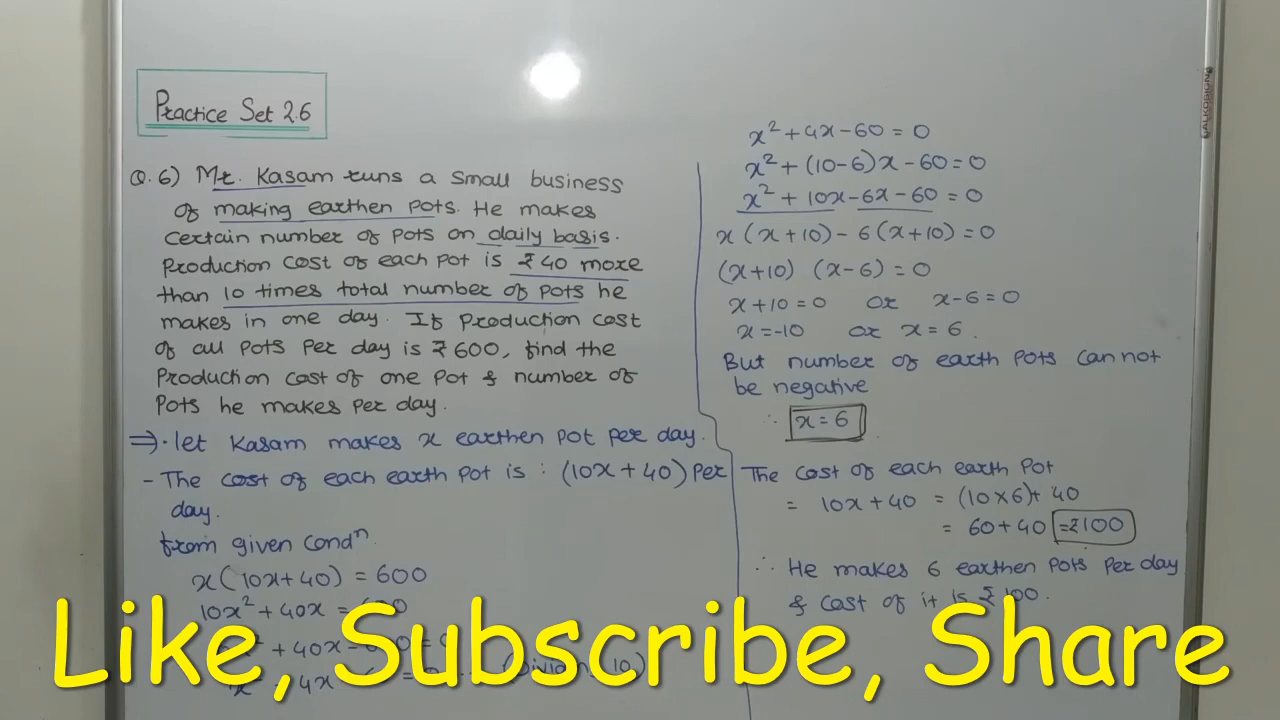 Practice Set 2.6
Q. 6) Mr. Kasam runs a small business
of making earthen pots. He makes
certain number of pots on daily basis.
Production cost of each pot is ₹40 more
than 10 times total number of pots he
makes in one day. If production cost
of all pots per day is ₹600, find the
Production cost of one pot & number of
Pots he makes per day.
⇒ · let Kasam makes x earthen pot per day.
- The cost of each earth pot is : (10x + 40) per
day.
from given condⁿ.
x(10x+40) = 600
10x² + 40x =
+ 40x
x² + 4x
x² + 4x - 60 = 0
x² + (10-6)x - 60 = 0
x² + 10x - 6x - 60 = 0
x (x+10) - 6(x+10) = 0
(x+10) (x-6) = 0
x+10 = 0 or x-6 = 0
x = -10 or x = 6.
But number of earth pots can not
be negative
∴ x = 6
The cost of each earth pot
= 10x + 40 = (10 × 6) + 40
= 60 + 40 = ₹100
∴ He makes 6 earthen pots per day
& cost of it is ₹100.
Like, Subscribe, Share
ALKOSIGN